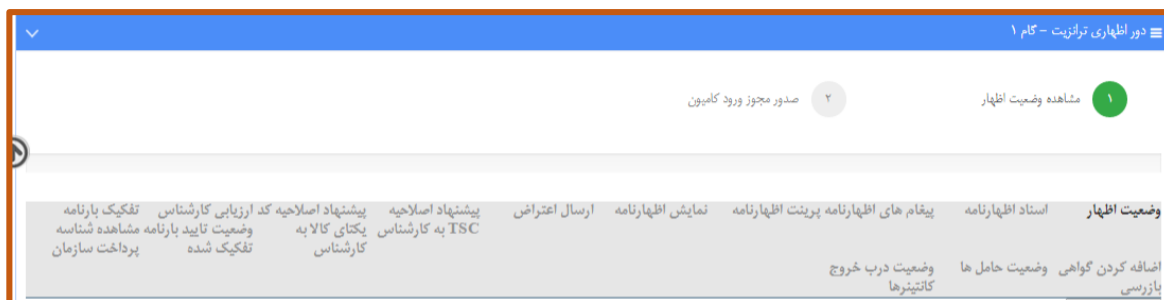 دور اظهاری ترانزیت - گام ۱
۱ مشاهده وضعیت اظهار
۲ صدور مجوز ورود کامیون
وضعیت اظهار
اسناد اظهارنامه
پیغام های اظهارنامه
پرینت اظهارنامه
نمایش اظهارنامه
ارسال اعتراض
پیشنهاد اصلاحیه
TSC به کارشناس
پیشنهاد اصلاحیه کد
یکتای کالا به
کارشناس
ارزیابی کارشناس
وضعیت تایید بارنامه
تفکیک شده
تفکیک بارنامه
مشاهده شناسه
پرداخت سازمان
اضافه کردن گواهی
بازرسی
وضعیت حامل ها
وضعیت درب خروج
کانتینرها